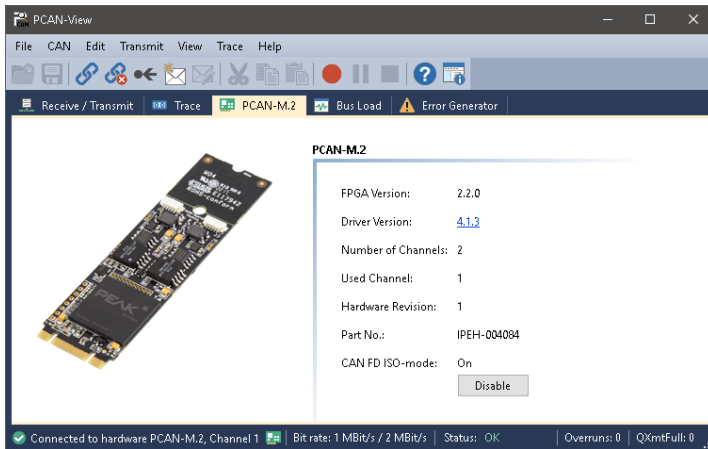 PCAN-View
File CAN Edit Transmit View Trace Help
Receive / Transmit Trace PCAN-M.2 Bus Load Error Generator
PCAN-M.2
FPGA Version: 2.2.0
Driver Version: 4.1.3
Number of Channels: 2
Used Channel: 1
Hardware Revision: 1
Part No.: IPEH-004084
CAN FD ISO-mode: On
Disable
PEAK
Connected to hardware PCAN-M.2, Channel 1 Bit rate: 1 MBit/s / 2 MBit/s Status: OK Overruns: 0 QXmtFull: 0